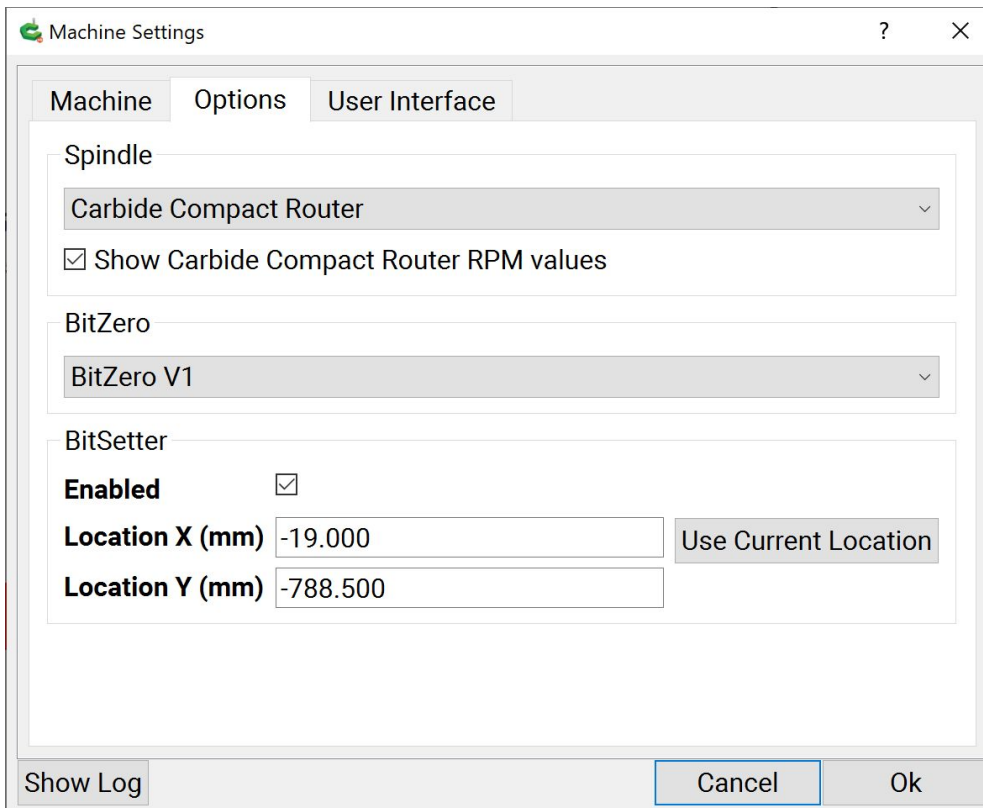 Machine Settings
?
Machine Options User Interface
Spindle
Carbide Compact Router
Show Carbide Compact Router RPM values
BitZero
BitZero V1
BitSetter
Enabled
Location X (mm) -19.000 Use Current Location
Location Y (mm) -788.500
Show Log Cancel Ok